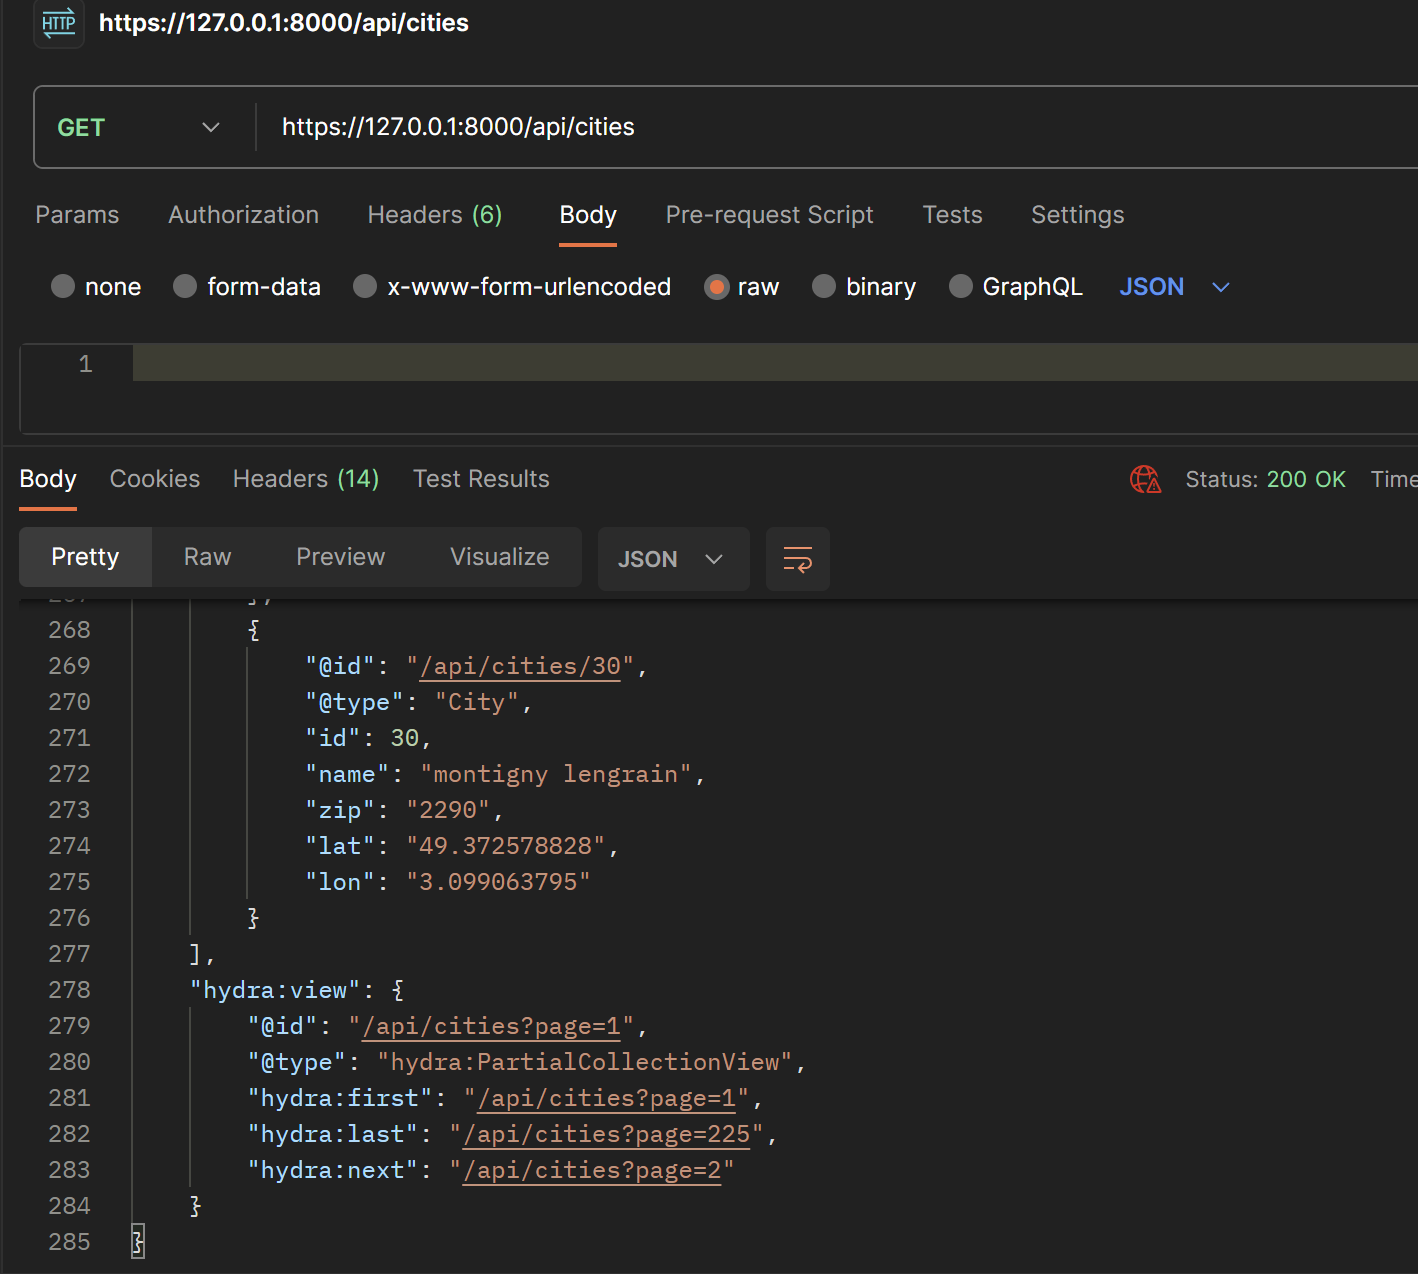 HTTP https://127.0.0.1:8000/api/cities
GET https://127.0.0.1:8000/api/cities
Params Authorization Headers (6) Body Pre-request Script Tests Settings
none form-data x-www-form-urlencoded raw binary GraphQL JSON
1
Body Cookies Headers (14) Test Results Status: 200 OK Time
Pretty Raw Preview Visualize JSON
267 },
268 {
269 "@id": "/api/cities/30",
270 "@type": "City",
271 "id": 30,
272 "name": "montigny lengrain",
273 "zip": "2290",
274 "lat": "49.372578828",
275 "lon": "3.099063795"
276 }
277 ],
278 "hydra:view": {
279 "@id": "/api/cities?page=1",
280 "@type": "hydra:PartialCollectionView",
281 "hydra:first": "/api/cities?page=1",
282 "hydra:last": "/api/cities?page=225",
283 "hydra:next": "/api/cities?page=2"
284 }
285 }